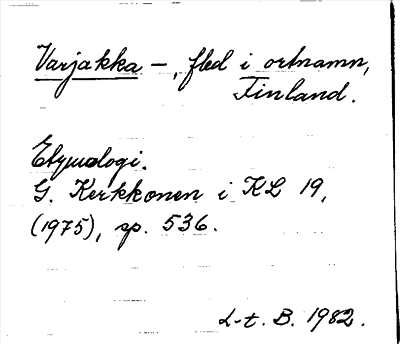 Varjakka -, fled i ortnamn,
Finland.
Etymologi.
G. Kerkkonen i KL 19,
(1975), sp. 536.
L-t. B. 1982.